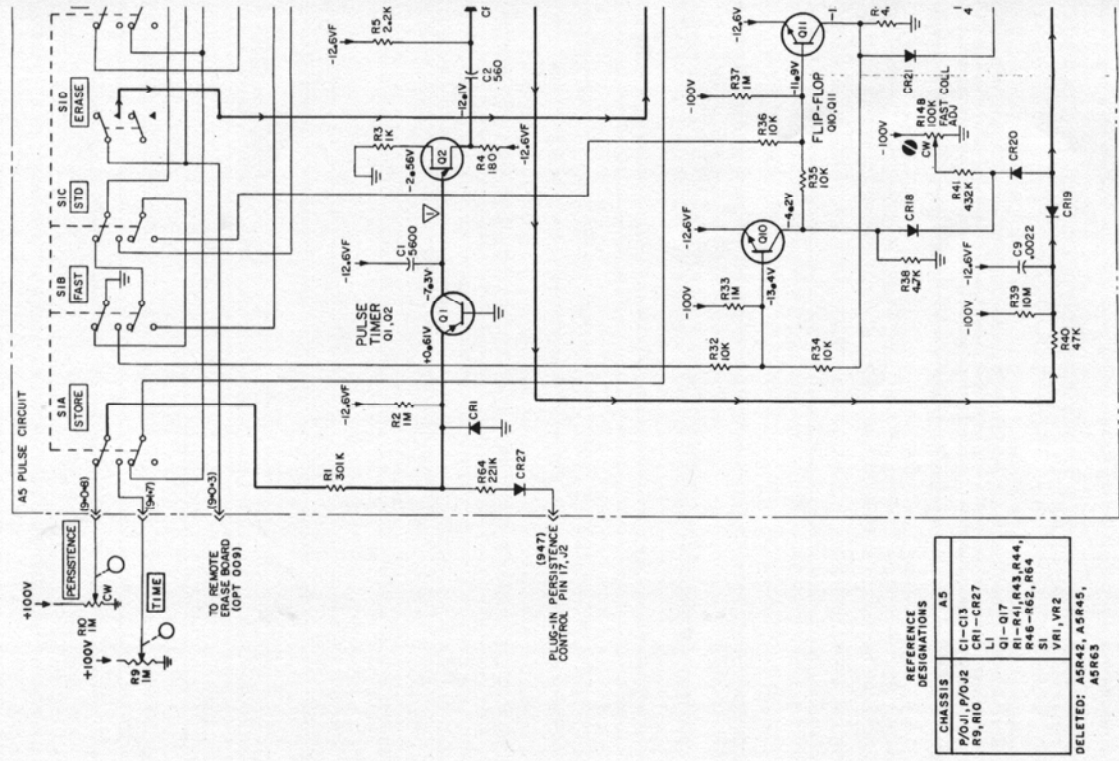 A5 PULSE CIRCUIT
S1A
STORE
S1B
FAST
S1C
STD
S1D
ERASE
+100V
R10
1M
PERSISTENCE
CW
(9-0-8)
+100V
R9
1M
TIME
(947)
(9-0-3)
TO REMOTE
ERASE BOARD
(OPT 009)
R1
301K
-12.6VF
R2
1M
CR1
R64
221K
CR27
(947)
PLUG-IN PERSISTENCE
CONTROL PIN 17, J2
PULSE
TIMER
Q1,Q2
+0.61V
Q1
-7.3V
-12.6VF
C1
5600
1
-2.56V
Q2
R3
1K
R4
180
-12.6VF
-12.1V
C2
560
-12.6VF
R5
2.2K
R32
10K
R34
10K
-100V
R33
1M
-13.4V
-12.6VF
Q10
-4.2V
R35
10K
R36
10K
-100V
R37
1M
-11.9V
-12.6V
Q11
FLIP-FLOP
Q10,Q11
CR21
-100V
R14B
100K
FAST COLL
ADJ
CW
R41
432K
CR20
CR18
R38
4.7K
-12.6VF
C9
.0022
CR19
-100V
R39
10M
R40
47K
REFERENCE
DESIGNATIONS
CHASSIS A5
P/OJ1, P/OJ2 C1-C13
R9, R10 CR1-CR27
L1
Q1-Q17
R1-R41, R43, R44,
R46-R62, R64
S1
VR1, VR2
DELETED: A5R42, A5R45,
A5R63